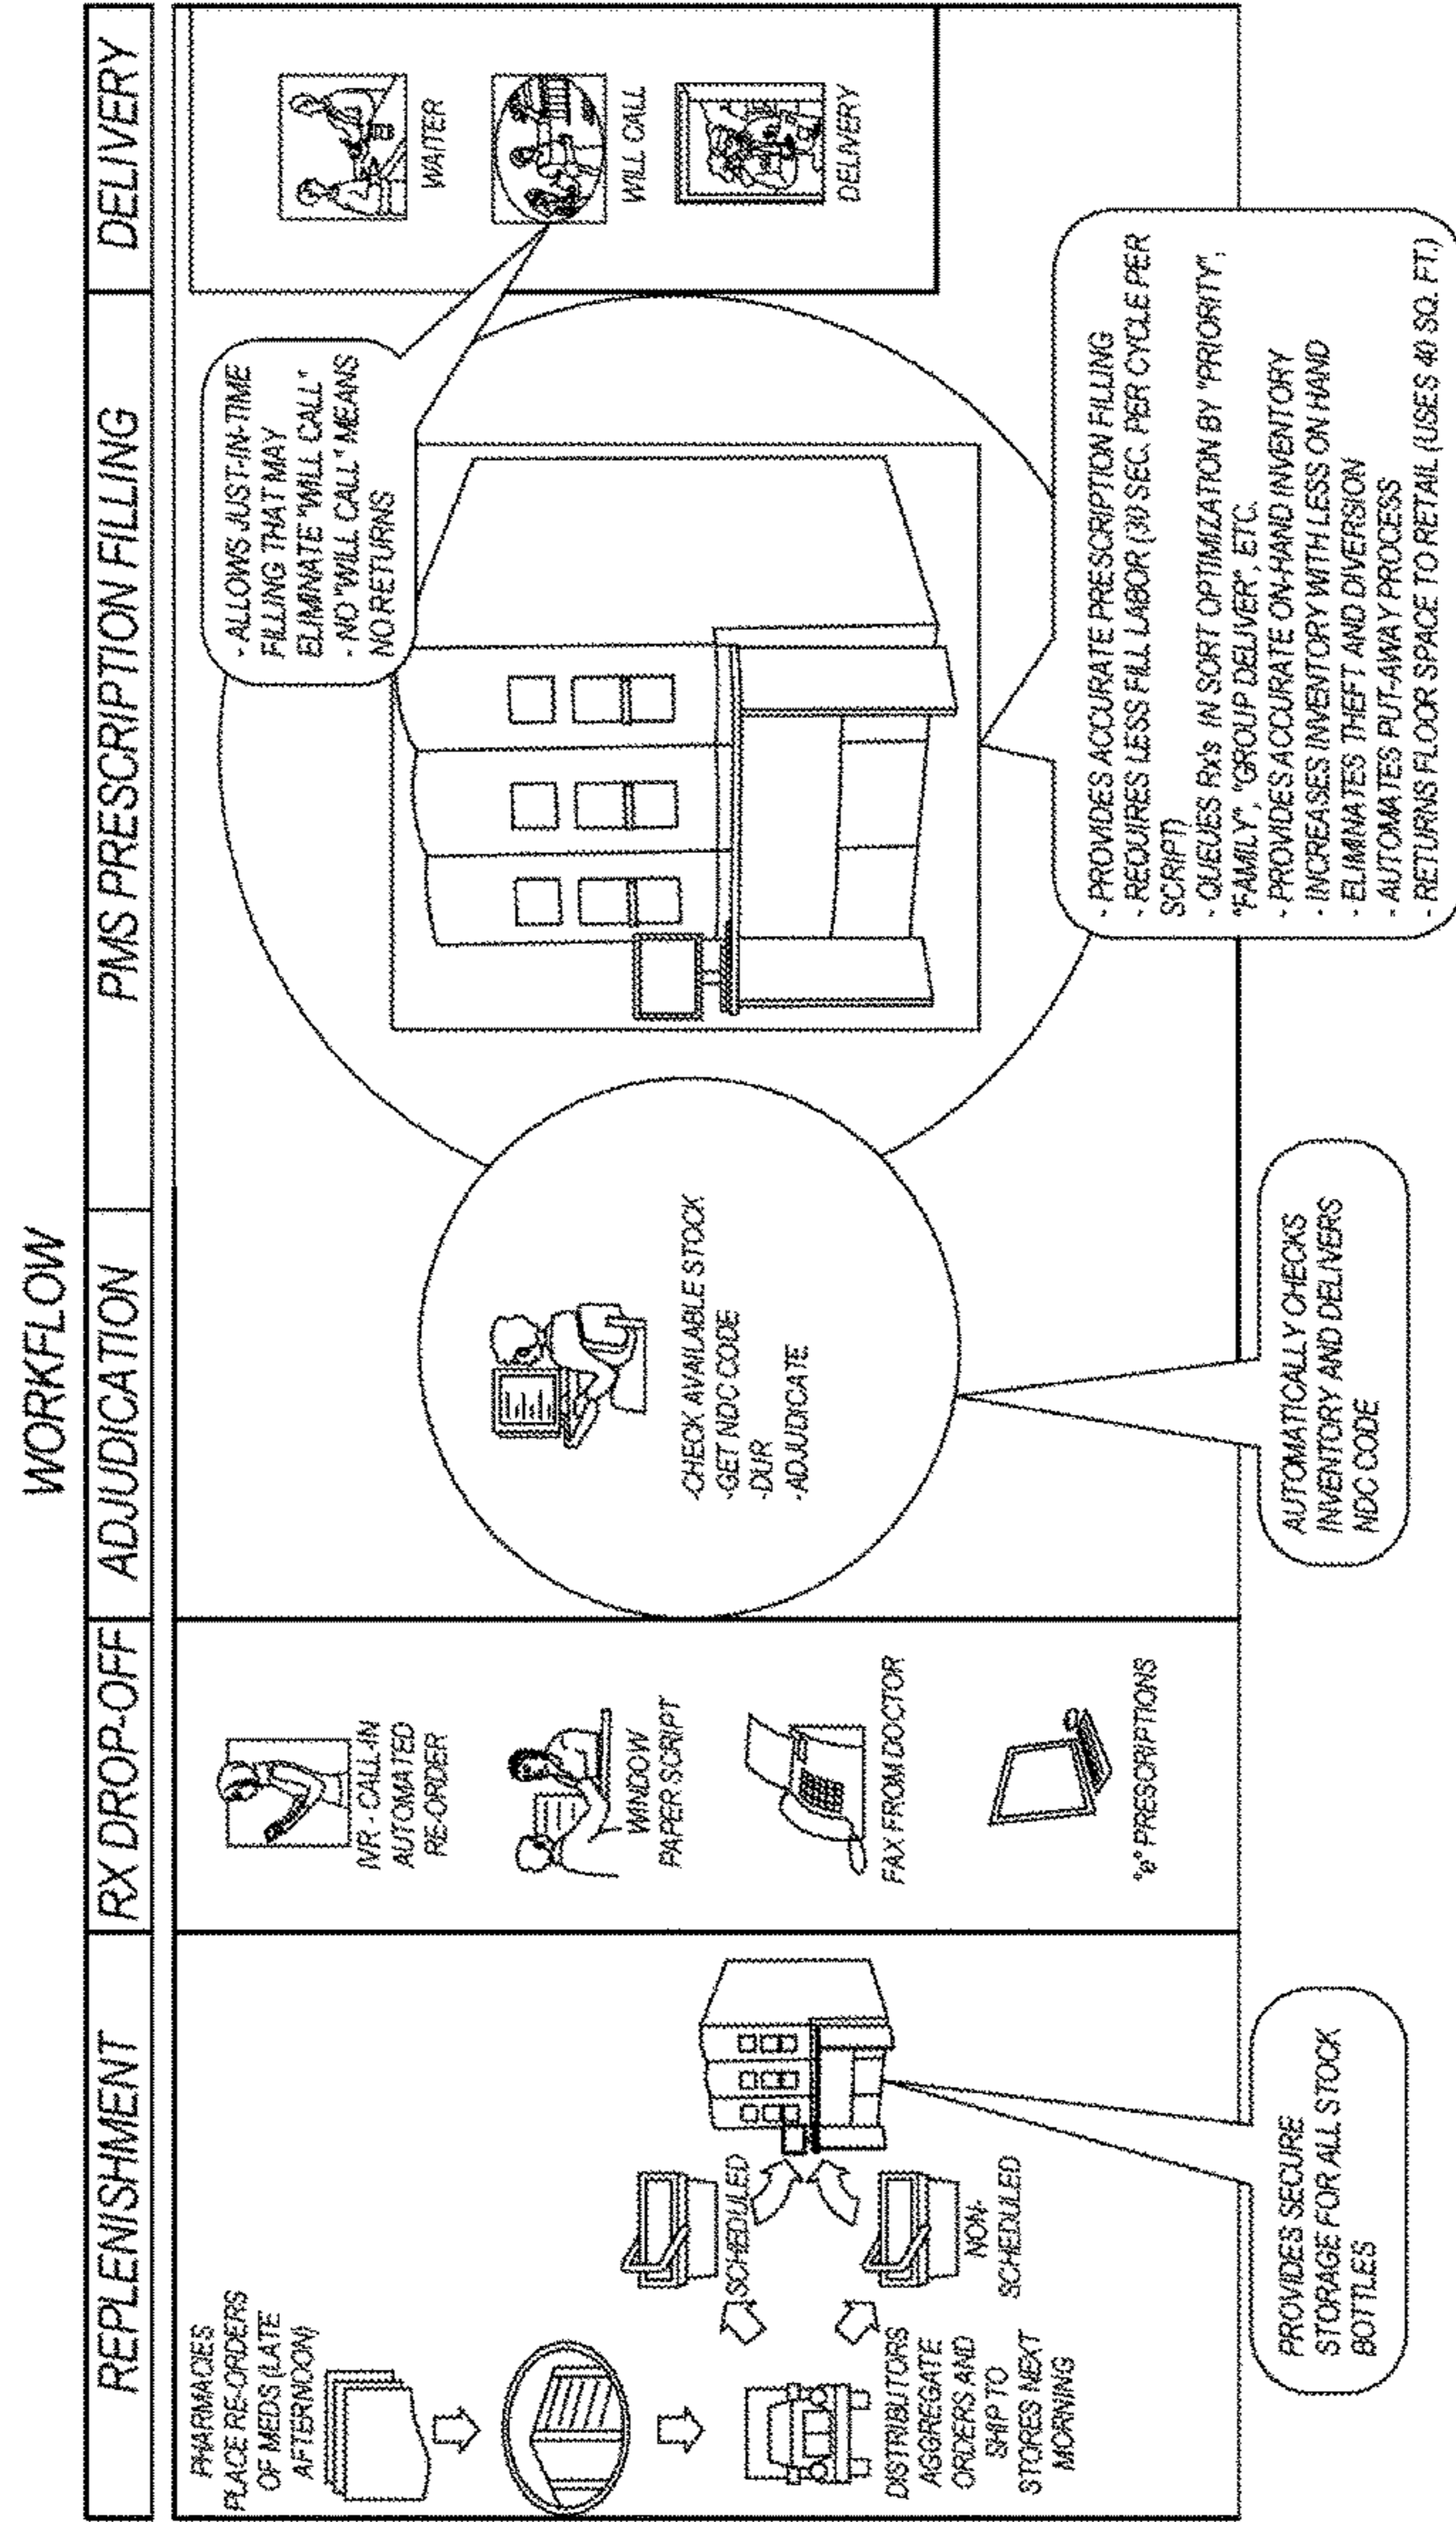 WORKFLOW
REPLENISHMENT
RX DROP-OFF
ADJUDICATION
PMS PRESCRIPTION FILLING
DELIVERY
PHARMACIES
PLACE RE-ORDERS
OF MEDS (LATE
AFTERNOON)
DISTRIBUTORS
AGGREGATE
ORDERS AND
SHIP TO
STORES NEXT
MORNING
SCHEDULED
NON-
SCHEDULED
PROVIDES SECURE
STORAGE FOR ALL STOCK
BOTTLES
IVR - CALL-IN
AUTOMATED
RE-ORDER
WINDOW
PAPER SCRIPT
FAX FROM DOCTOR
"e" PRESCRIPTIONS
-CHECK AVAILABLE STOCK
-GET NDC CODE
-DUR
-ADJUDICATE
AUTOMATICALLY CHECKS
INVENTORY AND DELIVERS
NDC CODE
- ALLOWS JUST-IN-TIME
FILLING THAT MAY
ELIMINATE "WILL CALL"
- NO "WILL CALL" MEANS
NO RETURNS
- PROVIDES ACCURATE PRESCRIPTION FILLING
- REQUIRES LESS FILL LABOR (30 SEC. PER CYCLE PER
SCRIPT)
- QUEUES Rx's IN SORT OPTIMIZATION BY "PRIORITY",
"FAMILY", "GROUP DELIVER", ETC.
- PROVIDES ACCURATE ON-HAND INVENTORY
- INCREASES INVENTORY WITH LESS ON HAND
- ELIMINATES THEFT AND DIVERSION
- AUTOMATES PUT-AWAY PROCESS
- RETURNS FLOOR SPACE TO RETAIL (USES 40 SQ. FT.)
WAITER
WILL CALL
DELIVERY